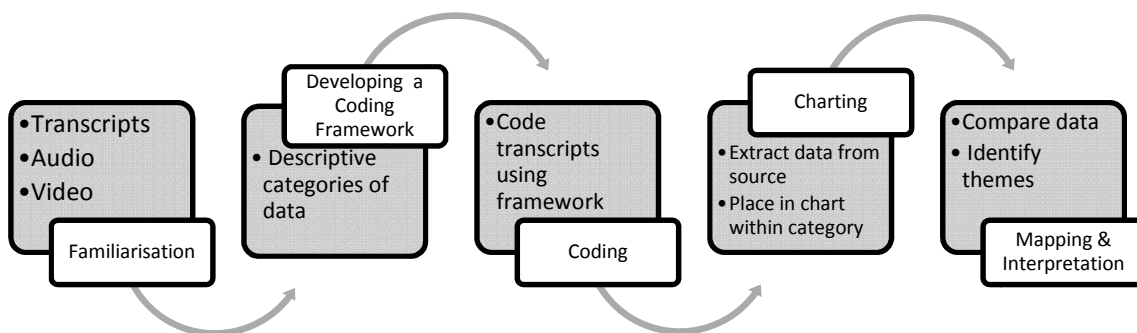 •Transcripts
•Audio
•Video
Familiarisation
Developing a
Coding
Framework
• Descriptive
categories of
data
•Code
transcripts
using
framework
Coding
Charting
•Extract data from
source
•Place in chart
within category
•Compare data
• Identify
themes
Mapping &
Interpretation